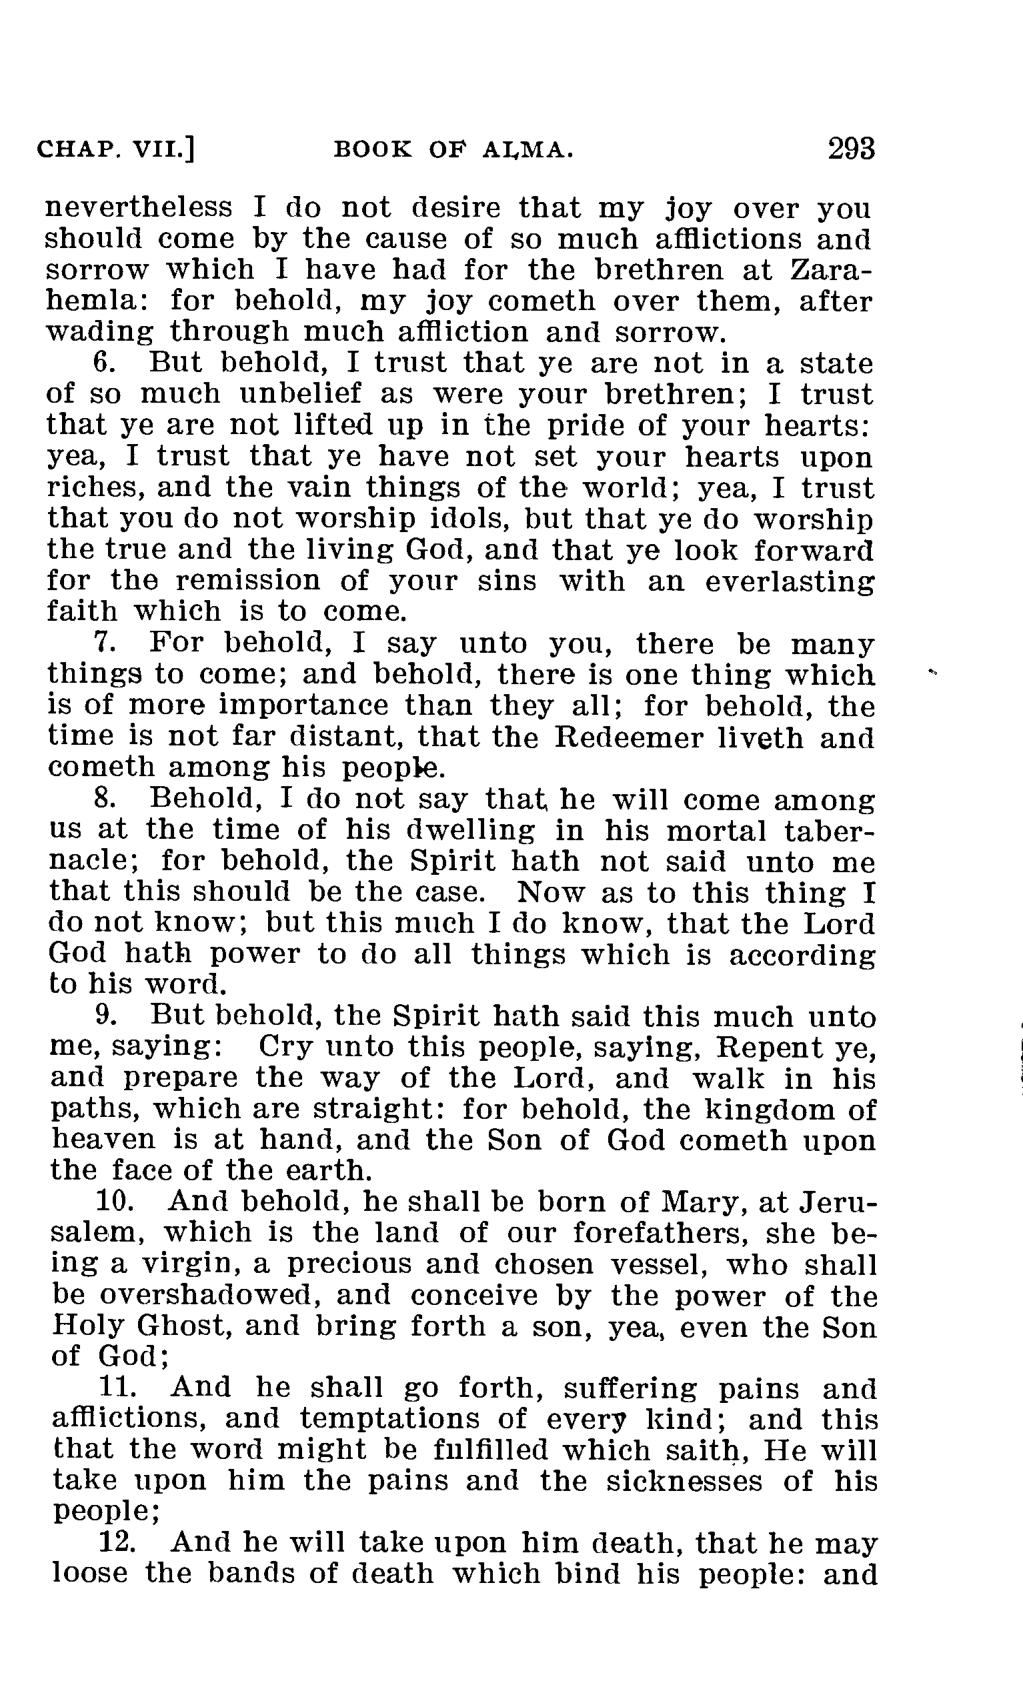 CHAP. VII.] BOOK OF ALMA. 293
nevertheless I do not desire that my joy over you
should come by the cause of so much afflictions and
sorrow which I have had for the brethren at Zara-
hemla: for behold, my joy cometh over them, after
wading through much affliction and sorrow.
6. But behold, I trust that ye are not in a state
of so much unbelief as were your brethren; I trust
that ye are not lifted up in the pride of your hearts:
yea, I trust that ye have not set your hearts upon
riches, and the vain things of the world; yea, I trust
that you do not worship idols, but that ye do worship
the true and the living God, and that ye look forward
for the remission of your sins with an everlasting
faith which is to come.
7. For behold, I say unto you, there be many
things to come; and behold, there is one thing which
is of more importance than they all; for behold, the
time is not far distant, that the Redeemer liveth and
cometh among his people.
8. Behold, I do not say that he will come among
us at the time of his dwelling in his mortal taber-
nacle; for behold, the Spirit hath not said unto me
that this should be the case. Now as to this thing I
do not know; but this much I do know, that the Lord
God hath power to do all things which is according
to his word.
9. But behold, the Spirit hath said this much unto
me, saying: Cry unto this people, saying, Repent ye,
and prepare the way of the Lord, and walk in his
paths, which are straight: for behold, the kingdom of
heaven is at hand, and the Son of God cometh upon
the face of the earth.
10. And behold, he shall be born of Mary, at Jeru-
salem, which is the land of our forefathers, she be-
ing a virgin, a precious and chosen vessel, who shall
be overshadowed, and conceive by the power of the
Holy Ghost, and bring forth a son, yea, even the Son
of God;
11. And he shall go forth, suffering pains and
afflictions, and temptations of every kind; and this
that the word might be fulfilled which saith, He will
take upon him the pains and the sicknesses of his
people;
12. And he will take upon him death, that he may
loose the bands of death which bind his people: and